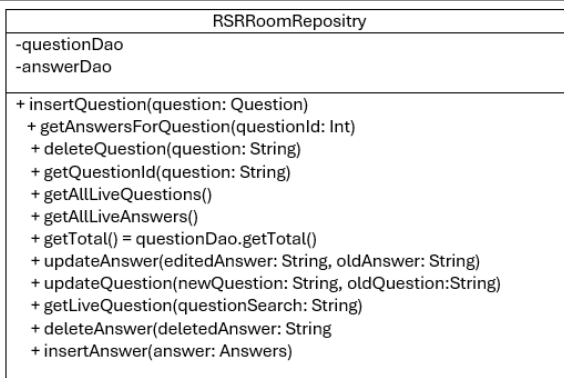 RSRRoomRepositry
-questionDao
-answerDao
+ insertQuestion(question: Question)
+ getAnswersForQuestion(questionId: Int)
+ deleteQuestion(question: String)
+ getQuestionId(question: String)
+ getAllLiveQuestions()
+ getAllLiveAnswers()
+ getTotal() = questionDao.getTotal()
+ updateAnswer(editedAnswer: String, oldAnswer: String)
+ updateQuestion(newQuestion: String, oldQuestion:String)
+ getLiveQuestion(questionSearch: String)
+ deleteAnswer(deletedAnswer: String
+ insertAnswer(answer: Answers)